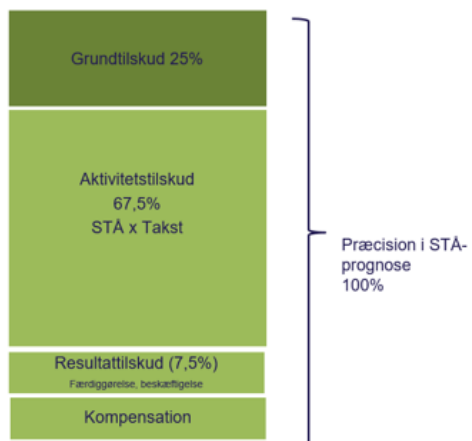 Grundtilskud 25%
Aktivitetstilskud
67,5%
STÅ x Takst
Præcision i STÅ-
prognose
100%
Resultattilskud (7,5%)
Færdiggørelse, beskæftigelse
Kompensation